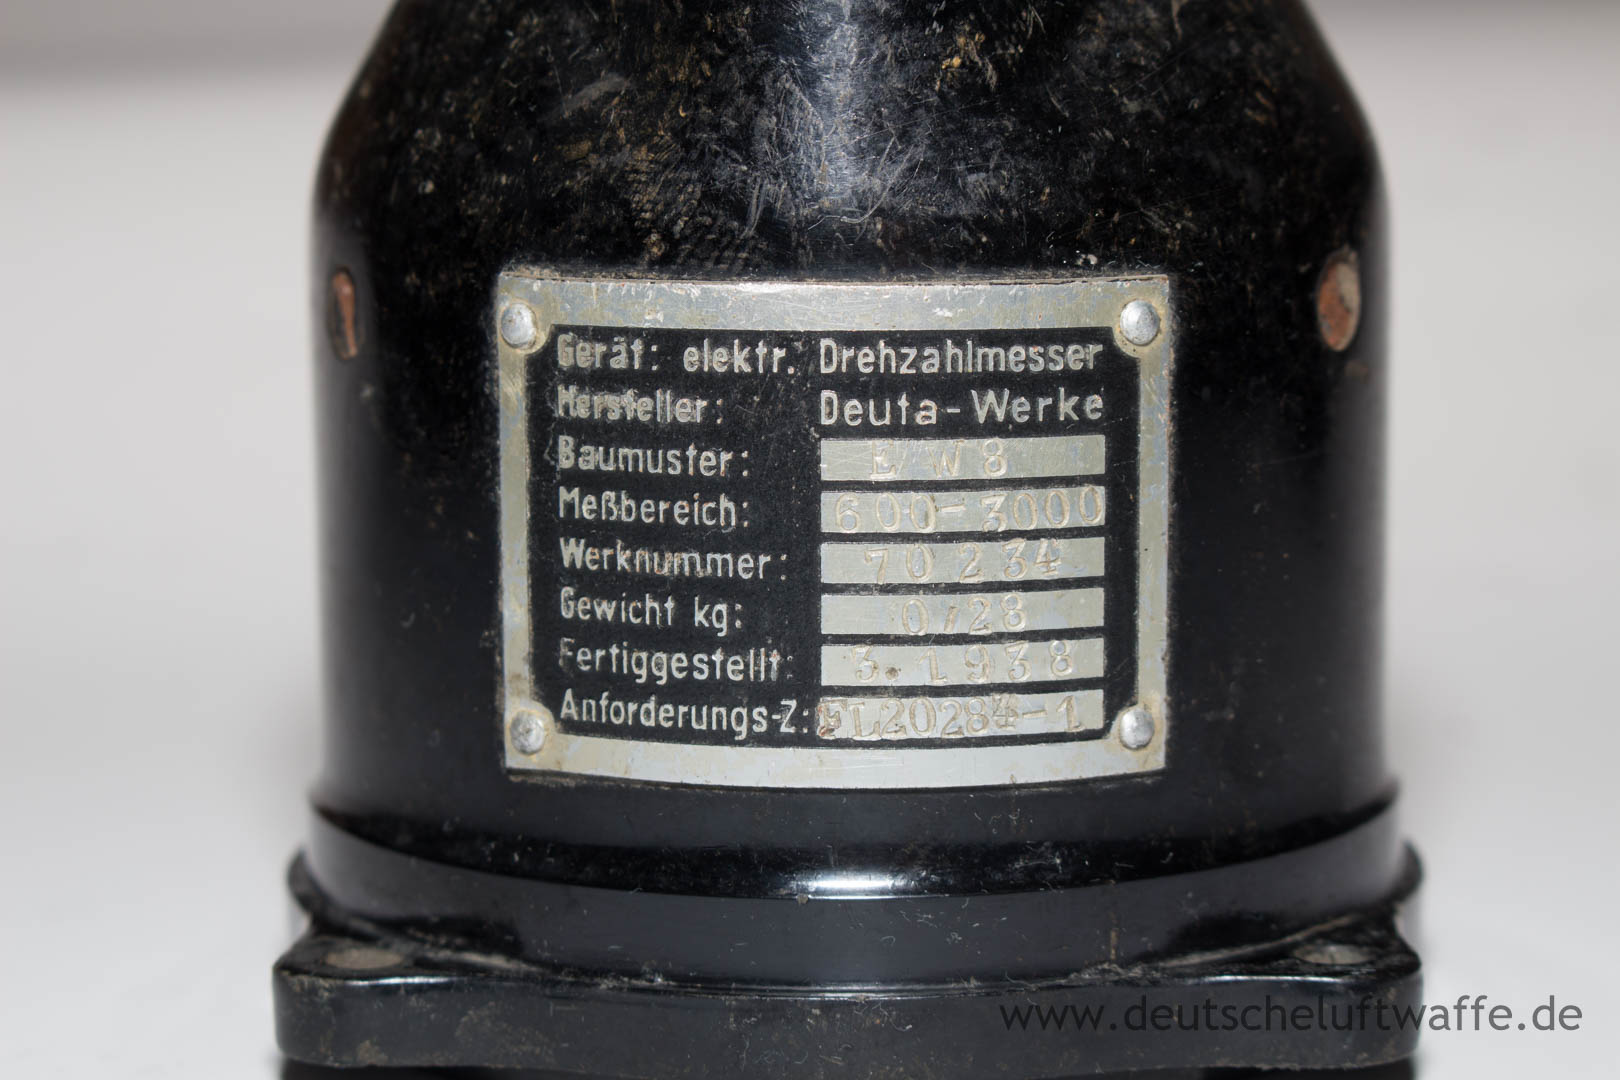 Gerät: elektr. Drehzahlmesser
Hersteller: Deuta-Werke
Baumuster: EW8
Meßbereich: 600-3000
Werknummer: 70234
Gewicht kg: 0,28
Fertiggestellt: 3.1938
Anforderungs-Z: FL20284-1
www.deutscheluftwaffe.de